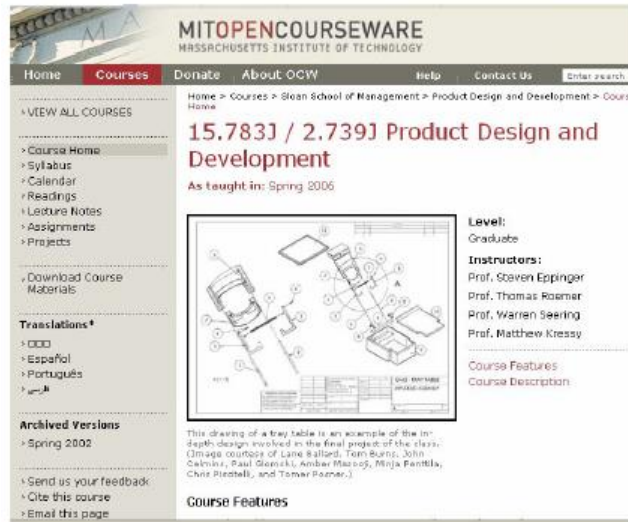 MITOPENCOURSEWARE
MASSACHUSETTS INSTITUTE OF TECHNOLOGY
Home Courses Donate About OCW Help Contact Us Enter search
› VIEW ALL COURSES
› Course Home
› Syllabus
› Calendar
› Readings
› Lecture Notes
› Assignments
› Projects
Download Course
Materials
Translations*
› □□□
› Español
› Português
› فارسی
Archived Versions
› Spring 2002
› Send us your feedback
› Cite this course
› Email this page
Home > Courses > Sloan School of Management > Product Design and Development > Cours
Home
15.783J / 2.739J Product Design and
Development
As taught in: Spring 2006
Level:
Graduate
Instructors:
Prof. Steven Eppinger
Prof. Thomas Roemer
Prof. Warren Seering
Prof. Matthew Kressy
Course Features
Course Description
This drawing of a tray table is an example of the in-
depth design involved in the final project of the class.
(Image courtesy of Lane Ballard, Tom Burns, John
Celmins, Paul Glomski, Amber
Chris
and Tomer Posner.)
Course Features